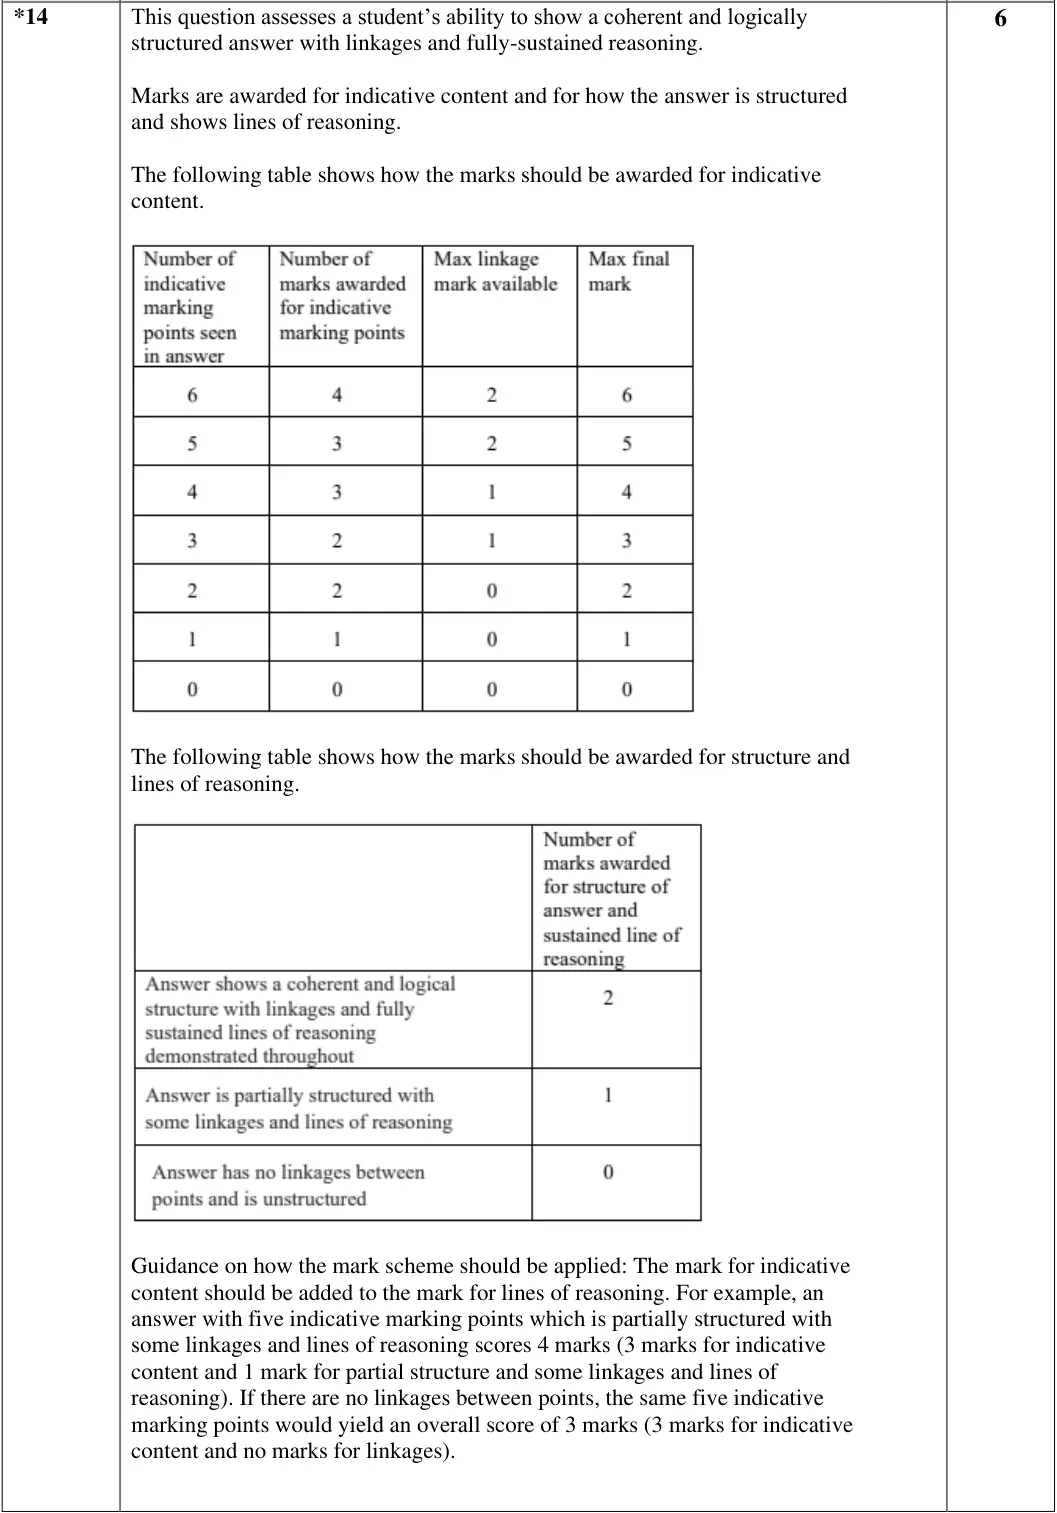 *14
This question assesses a student’s ability to show a coherent and logically
structured answer with linkages and fully-sustained reasoning.
6
Marks are awarded for indicative content and for how the answer is structured
and shows lines of reasoning.
The following table shows how the marks should be awarded for indicative
content.
Number of indicative marking points seen in answer
Number of marks awarded for indicative marking points
Max linkage mark available
Max final mark
6 4 2 6
5 3 2 5
4 3 1 4
3 2 1 3
2 2 0 2
1 1 0 1
0 0 0 0
The following table shows how the marks should be awarded for structure and
lines of reasoning.
Number of
marks awarded
for structure of
answer and
sustained line of
reasoning
Answer shows a coherent and logical
structure with linkages and fully
sustained lines of reasoning
demonstrated throughout
2
Answer is partially structured with
some linkages and lines of reasoning
1
Answer has no linkages between
points and is unstructured
0
Guidance on how the mark scheme should be applied: The mark for indicative
content should be added to the mark for lines of reasoning. For example, an
answer with five indicative marking points which is partially structured with
some linkages and lines of reasoning scores 4 marks (3 marks for indicative
content and 1 mark for partial structure and some linkages and lines of
reasoning). If there are no linkages between points, the same five indicative
marking points would yield an overall score of 3 marks (3 marks for indicative
content and no marks for linkages).